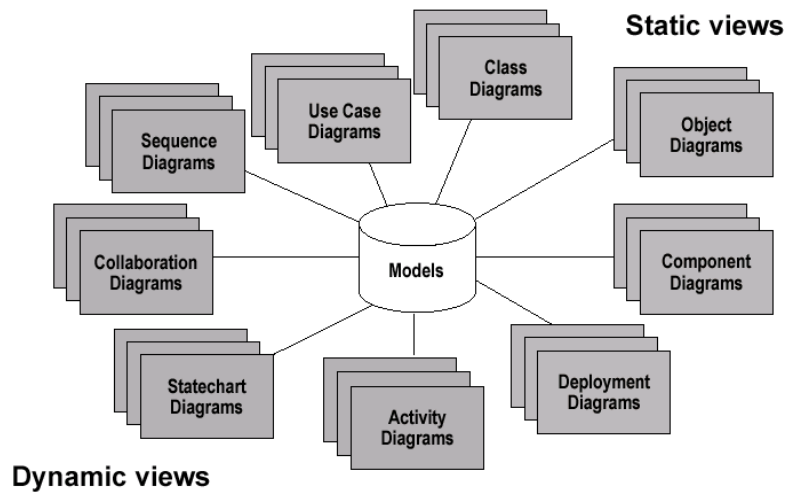 Static views
Class
Diagrams
Use Case
Diagrams
Object
Diagrams
Sequence
Diagrams
Collaboration
Diagrams
Models
Component
Diagrams
Statechart
Diagrams
Activity
Diagrams
Deployment
Diagrams
Dynamic views